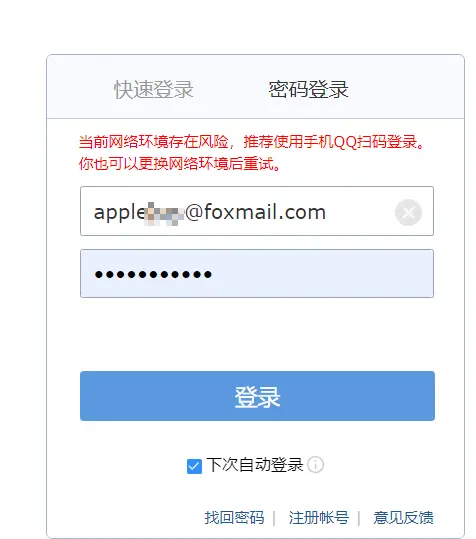 快速登录 密码登录
当前网络环境存在风险，推荐使用手机QQ扫码登录。
你也可以更换网络环境后重试。
apple @foxmail.com
登录
下次自动登录
找回密码 | 注册帐号 | 意见反馈